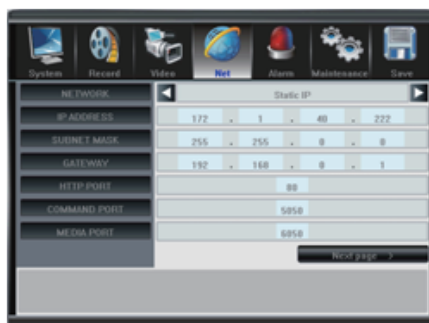 System Record Video Net Alarm Maintenance Save
NETWORK Static IP
IP ADDRESS 172 . 1 . 40 . 222
SUBNET MASK 255 . 255 . 0 . 0
GATEWAY 192 . 168 . 0 . 1
HTTP PORT 80
COMMAND PORT 5050
MEDIA PORT 6050
Next page >